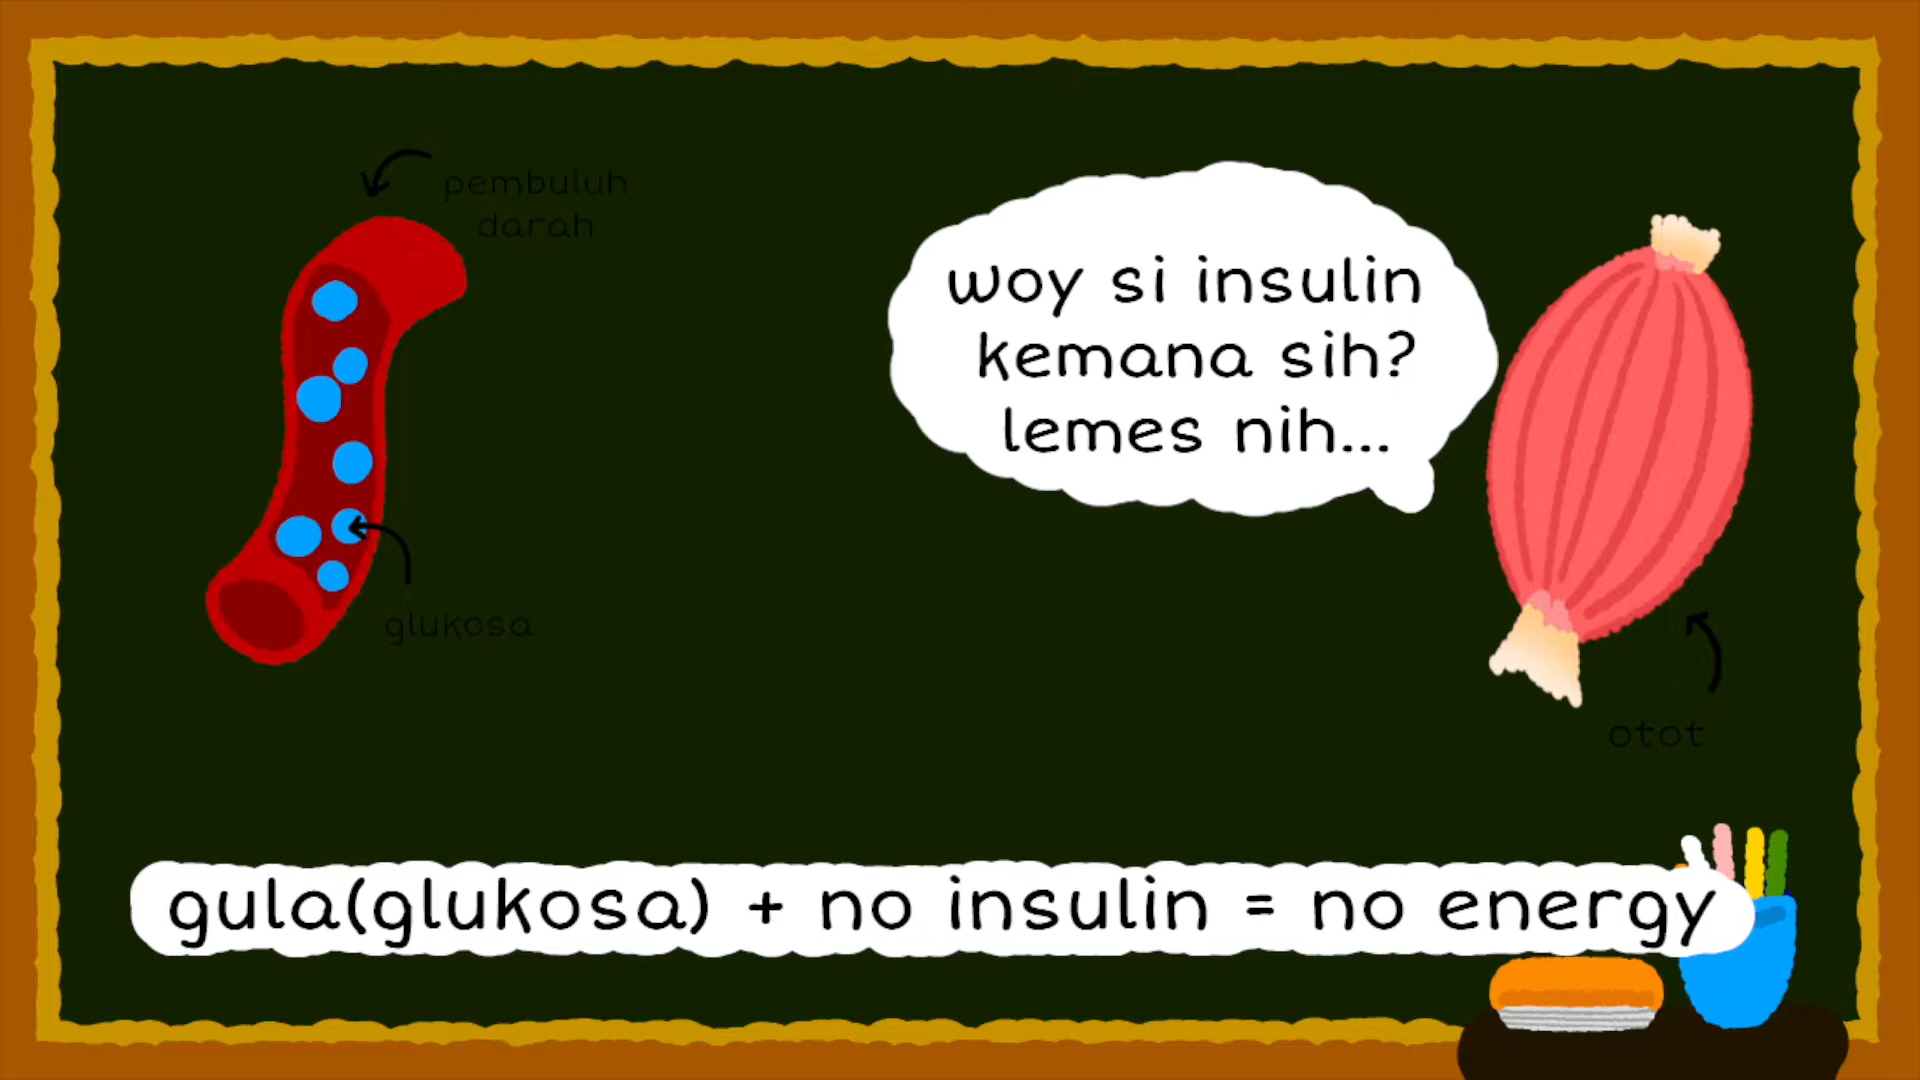 pembuluh
darah
woy si insulin
kemana sih?
lemes nih...
glukosa
otot
gula(glukosa) + no insulin = no energy